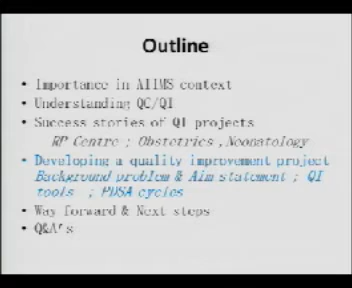 Outline
• Importance in AIIMS context
• Understanding QC/QI
• Success stories of QI projects
RP Centre ; Obstetrics ,Neonatology
• Developing a quality improvement project
Background problem & Aim statement ; QI
tools ; PDSA cycles
• Way forward & Next steps
• Q&A's